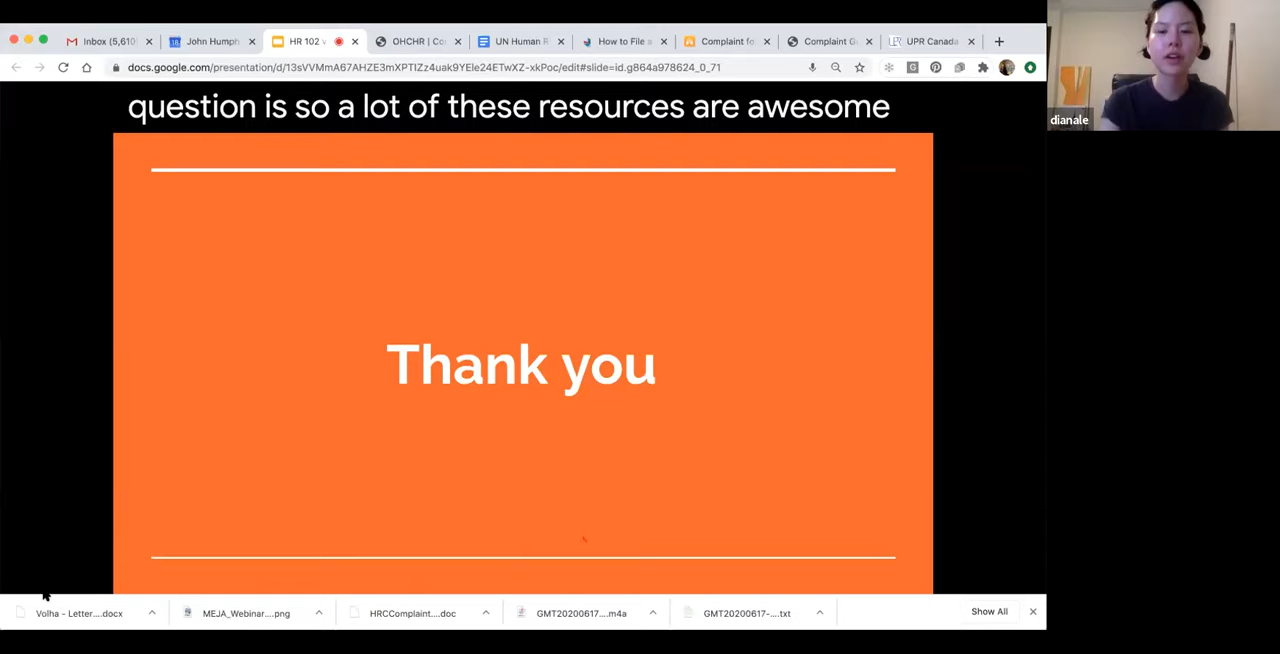 Inbox (5,610
John Humph
HR 102 v
OHCHR | Co
UN Human R
How to File a
Complaint fo
Complaint G
UPR Canada
docs.google.com/presentation/d/13sVVMmA67AHZE3mXPTIZz4uak9YEle24ETwXZ-xkPoc/edit#slide=id.g864a978624_0_71
dianale
question is so a lot of these resources are awesome
Thank you
Volha - Letter....docx
MEJA_Webinar....png
HRCComplaint....doc
GMT20200617....m4a
GMT20200617-....txt
Show All